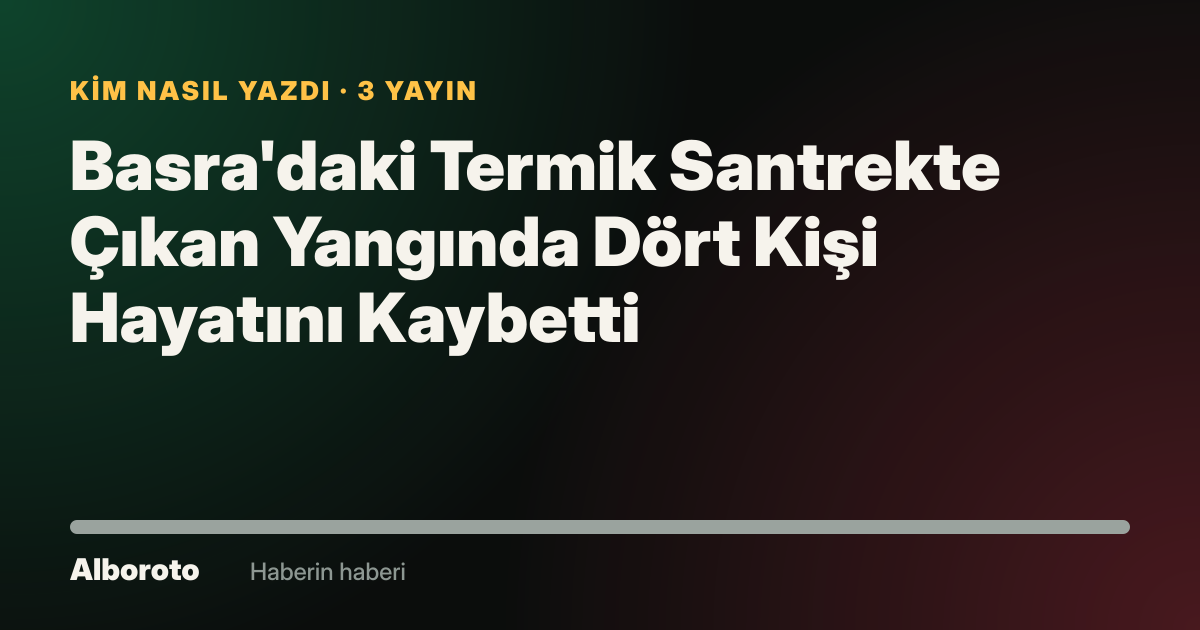 KİM NASIL YAZDI · 3 YAYIN
Basra'daki Termik Santrekte
Çıkan Yangında Dört Kişi
Hayatını Kaybetti
Alboroto
Haberin haberi